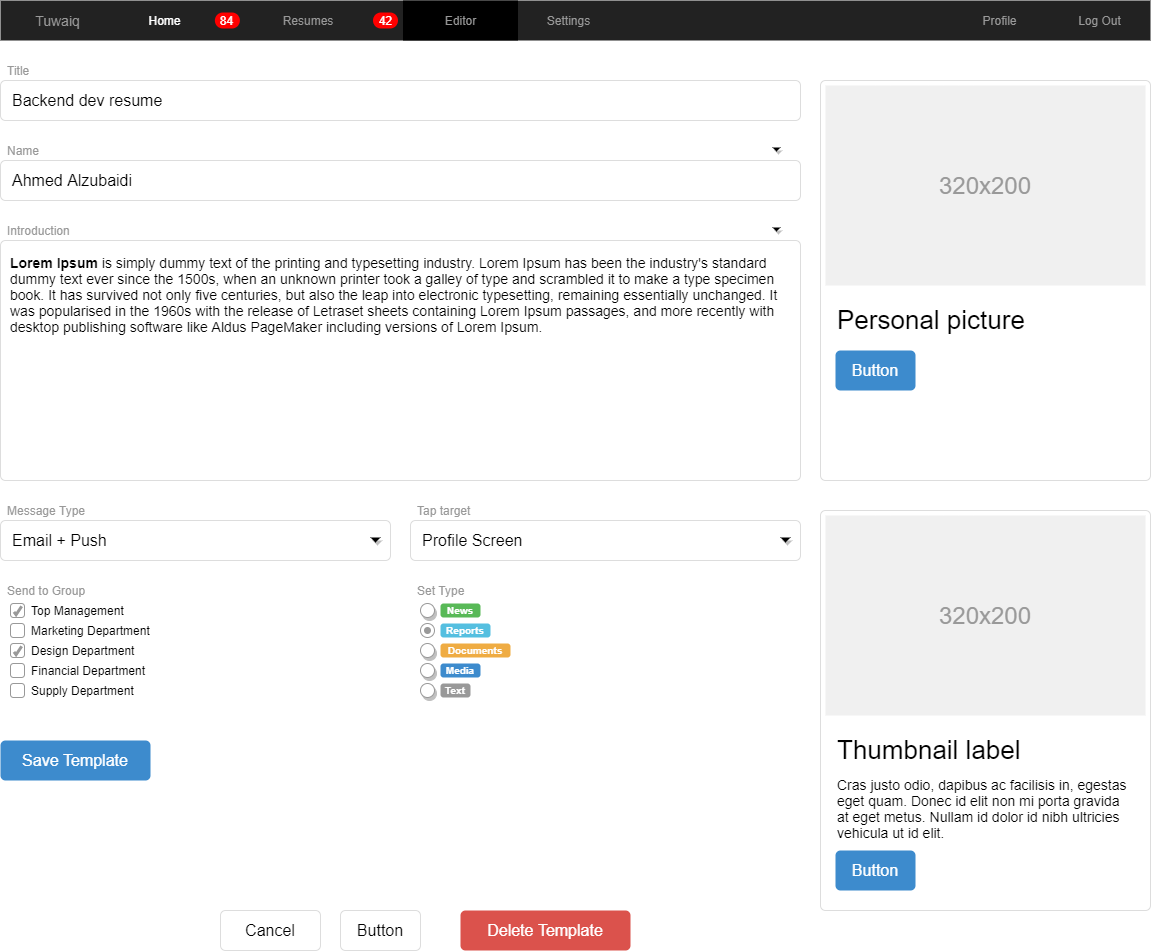 Tuwaiq Home 84 Resumes 42 Editor Settings Profile Log Out
Title
Backend dev resume
Name
Ahmed Alzubaidi
Introduction
Lorem Ipsum is simply dummy text of the printing and typesetting industry. Lorem Ipsum has been the industry's standard
dummy text ever since the 1500s, when an unknown printer took a galley of type and scrambled it to make a type specimen
book. It has survived not only five centuries, but also the leap into electronic typesetting, remaining essentially unchanged. It
was popularised in the 1960s with the release of Letraset sheets containing Lorem Ipsum passages, and more recently with
desktop publishing software like Aldus PageMaker including versions of Lorem Ipsum.
320x200
Personal picture
Button
Message Type
Email + Push
Tap target
Profile Screen
Send to Group
Top Management
Marketing Department
Design Department
Financial Department
Supply Department
Set Type
News
Reports
Documents
Media
Text
Save Template
320x200
Thumbnail label
Cras justo odio, dapibus ac facilisis in, egestas
eget quam. Donec id elit non mi porta gravida
at eget metus. Nullam id dolor id nibh ultricies
vehicula ut id elit.
Button
Cancel
Button
Delete Template